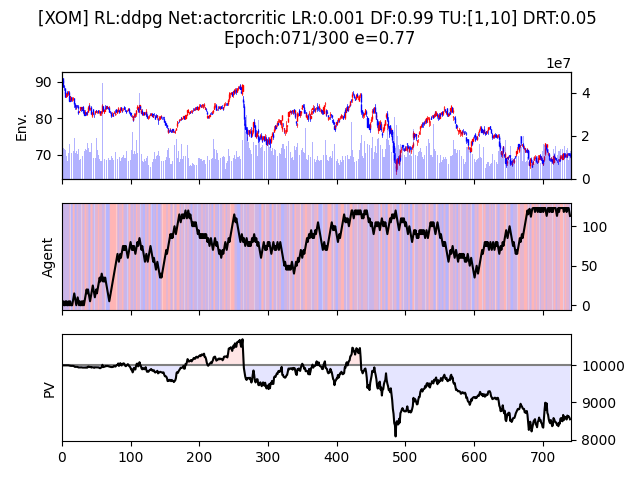 [XOM] RL:ddpg Net:actorcritic LR:0.001 DF:0.99 TU:[1,10] DRT:0.05
Epoch:071/300 e=0.77
1e7
Env.
90
80
70
4
2
0
Agent
100
50
0
PV
10000
9000
8000
0 100 200 300 400 500 600 700